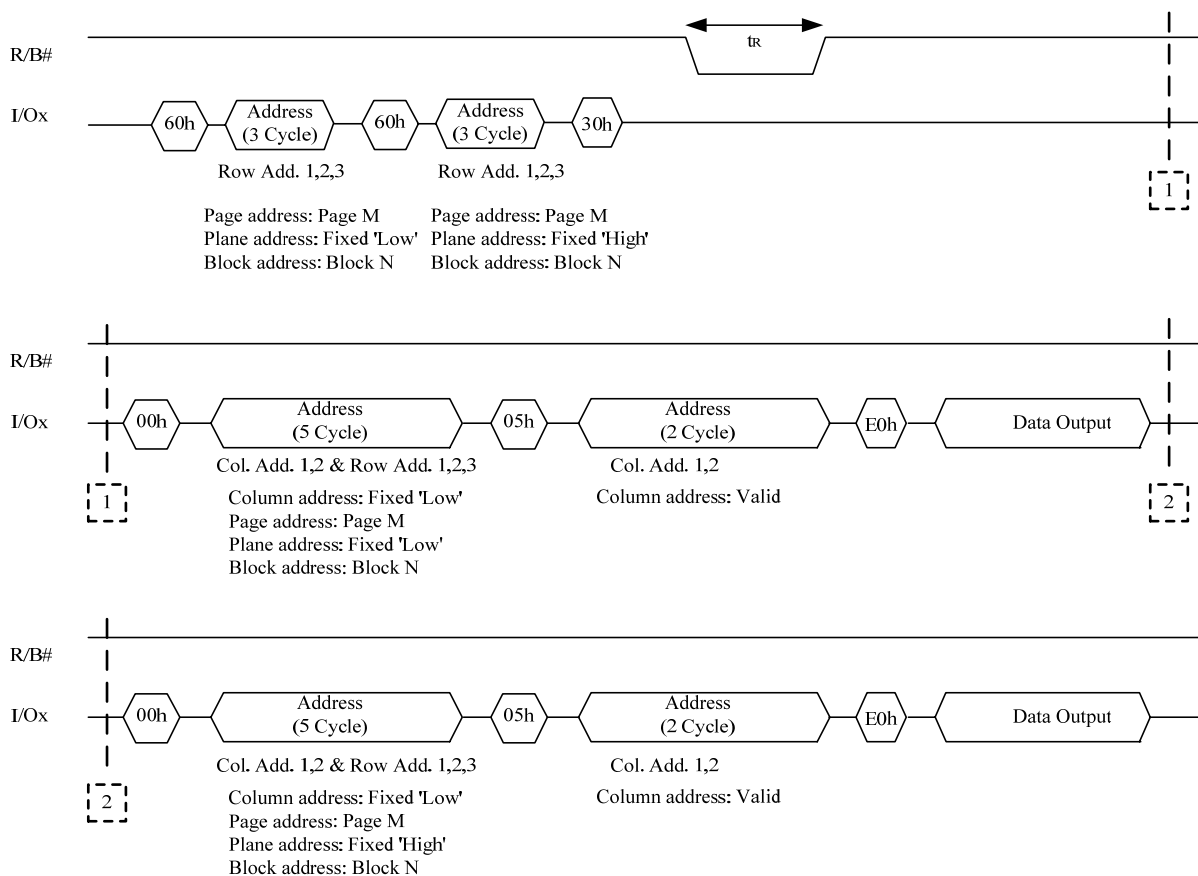 tR
R/B#
I/Ox
60h Address (3 Cycle) 60h Address (3 Cycle) 30h
Row Add. 1,2,3 Row Add. 1,2,3
Page address: Page M Page address: Page M
Plane address: Fixed 'Low' Plane address: Fixed 'High'
Block address: Block N Block address: Block N
1
R/B#
I/Ox
00h Address (5 Cycle) 05h Address (2 Cycle) E0h Data Output
Col. Add. 1,2 & Row Add. 1,2,3 Col. Add. 1,2
Column address: Fixed 'Low' Column address: Valid
Page address: Page M
Plane address: Fixed 'Low'
Block address: Block N
1 2
R/B#
I/Ox
00h Address (5 Cycle) 05h Address (2 Cycle) E0h Data Output
Col. Add. 1,2 & Row Add. 1,2,3 Col. Add. 1,2
Column address: Fixed 'Low' Column address: Valid
Page address: Page M
Plane address: Fixed 'High'
Block address: Block N
2